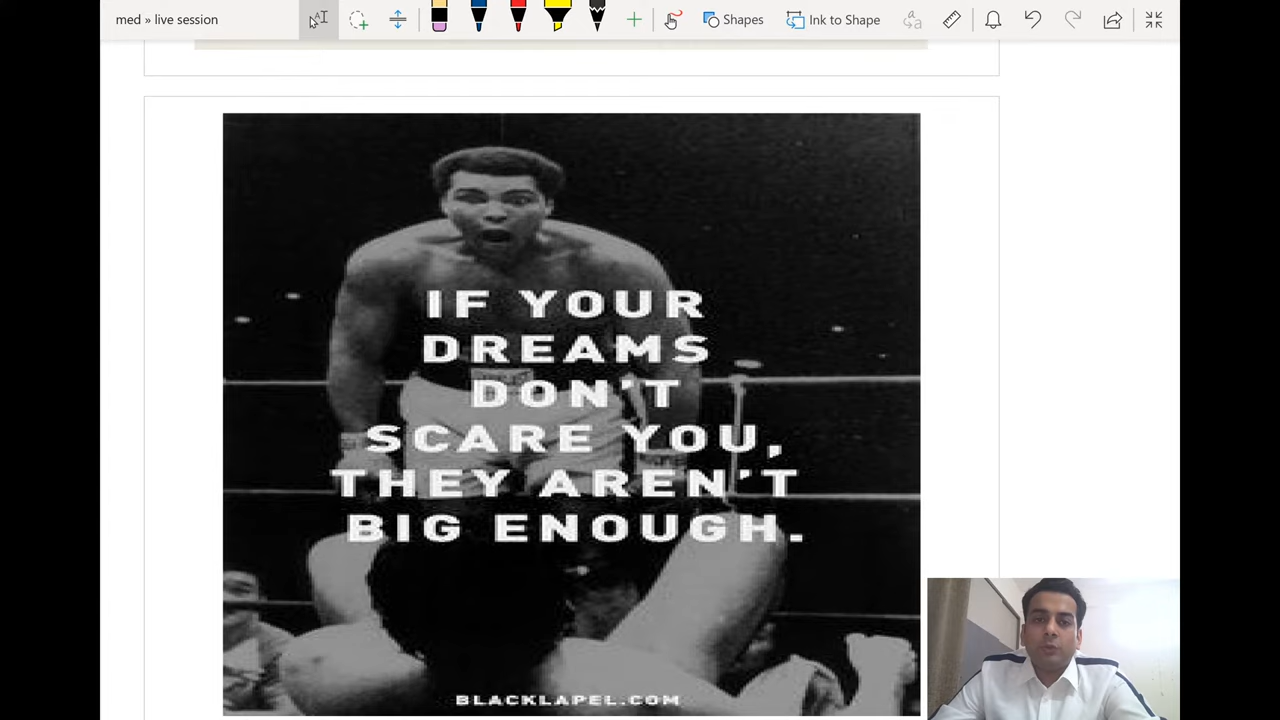 med » live session
Shapes
Ink to Shape
IF YOUR
DREAMS
DON'T
SCARE YOU,
THEY AREN'T
BIG ENOUGH.
BLACKLAPEL.COM